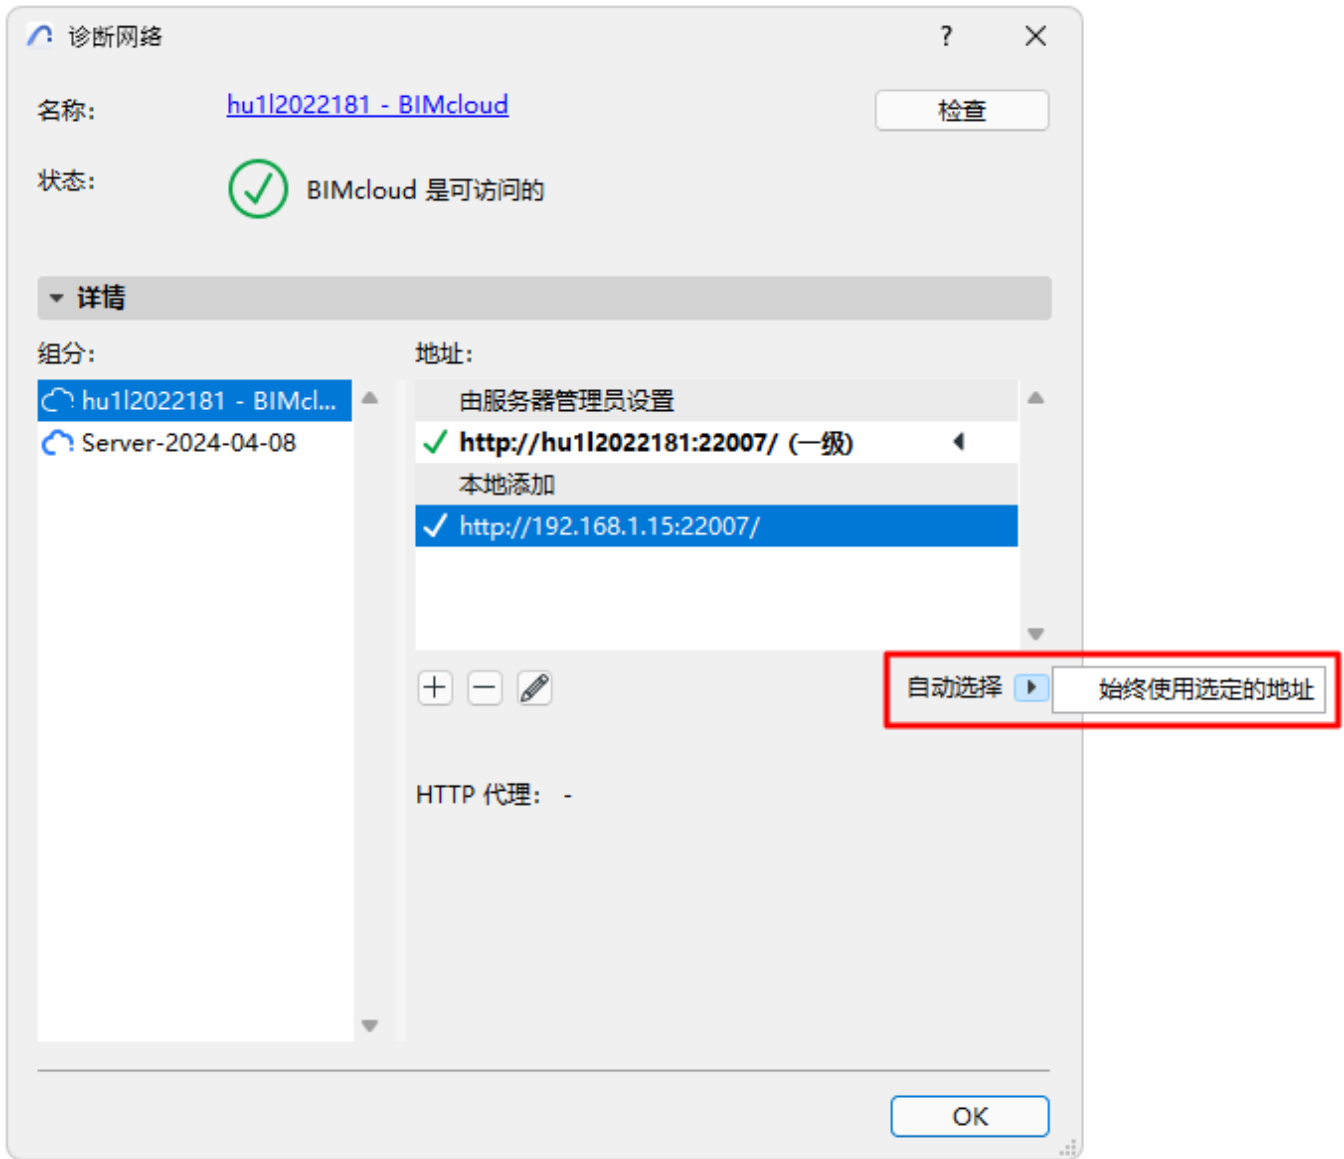 诊断网络
?
名称：
hu1l2022181 - BIMcloud
检查
状态：
BIMcloud 是可访问的
详情
组分：
地址：
hu1l2022181 - BIMcl...
Server-2024-04-08
由服务器管理员设置
http://hu1l2022181:22007/ (一级)
本地添加
http://192.168.1.15:22007/
自动选择
始终使用选定的地址
HTTP 代理： -
OK